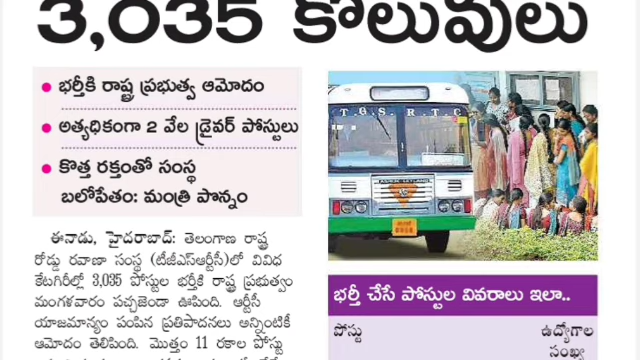 3,035 కొలువులు
• భర్తీకి రాష్ట్ర ప్రభుత్వ ఆమోదం
• అత్యధికంగా 2 వేల డ్రైవర్ పోస్టులు
• కొత్త రక్తంతో సంస్థ
బలోపేతం: మంత్రి పొన్నం
ఈనాడు, హైదరాబాద్: తెలంగాణ రాష్ట్ర
రోడ్డు రవాణా సంస్థ (టీజీఎస్ఆర్టీసీ)లో వివిధ
కేటగిరీల్లో 3,035 పోస్టుల భర్తీకి రాష్ట్ర ప్రభుత్వం
మంగళవారం పచ్చజెండా ఊపింది. ఆర్టీసీ
యాజమాన్యం పంపిన ప్రతిపాదనలు అన్నింటికీ
ఆమోదం తెలిపింది. మొత్తం 11 రకాల పోస్టు
TGSRTC
భర్తీ చేసే పోస్టుల వివరాలు ఇలా..
పోస్టు ఉద్యోగాల
సంఖ్య